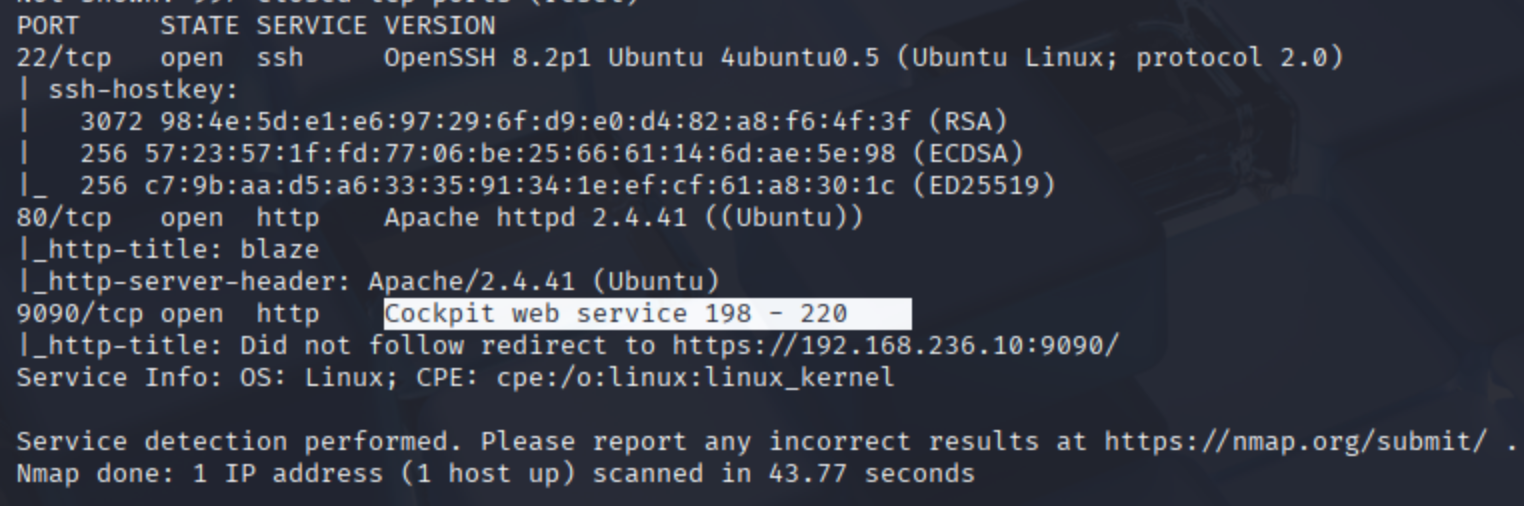 PORT     STATE SERVICE VERSION
22/tcp   open  ssh     OpenSSH 8.2p1 Ubuntu 4ubuntu0.5 (Ubuntu Linux; protocol 2.0)
| ssh-hostkey:
|   3072 98:4e:5d:e1:e6:97:29:6f:d9:e0:d4:82:a8:f6:4f:3f (RSA)
|   256 57:23:57:1f:fd:77:06:be:25:66:61:14:6d:ae:5e:98 (ECDSA)
|_  256 c7:9b:aa:d5:a6:33:35:91:34:1e:ef:cf:61:a8:30:1c (ED25519)
80/tcp   open  http    Apache httpd 2.4.41 ((Ubuntu))
|_http-title: blaze
|_http-server-header: Apache/2.4.41 (Ubuntu)
9090/tcp open  http    Cockpit web service 198 - 220
|_http-title: Did not follow redirect to https://192.168.236.10:9090/
Service Info: OS: Linux; CPE: cpe:/o:linux:linux_kernel
Service detection performed. Please report any incorrect results at https://nmap.org/submit/ .
Nmap done: 1 IP address (1 host up) scanned in 43.77 seconds